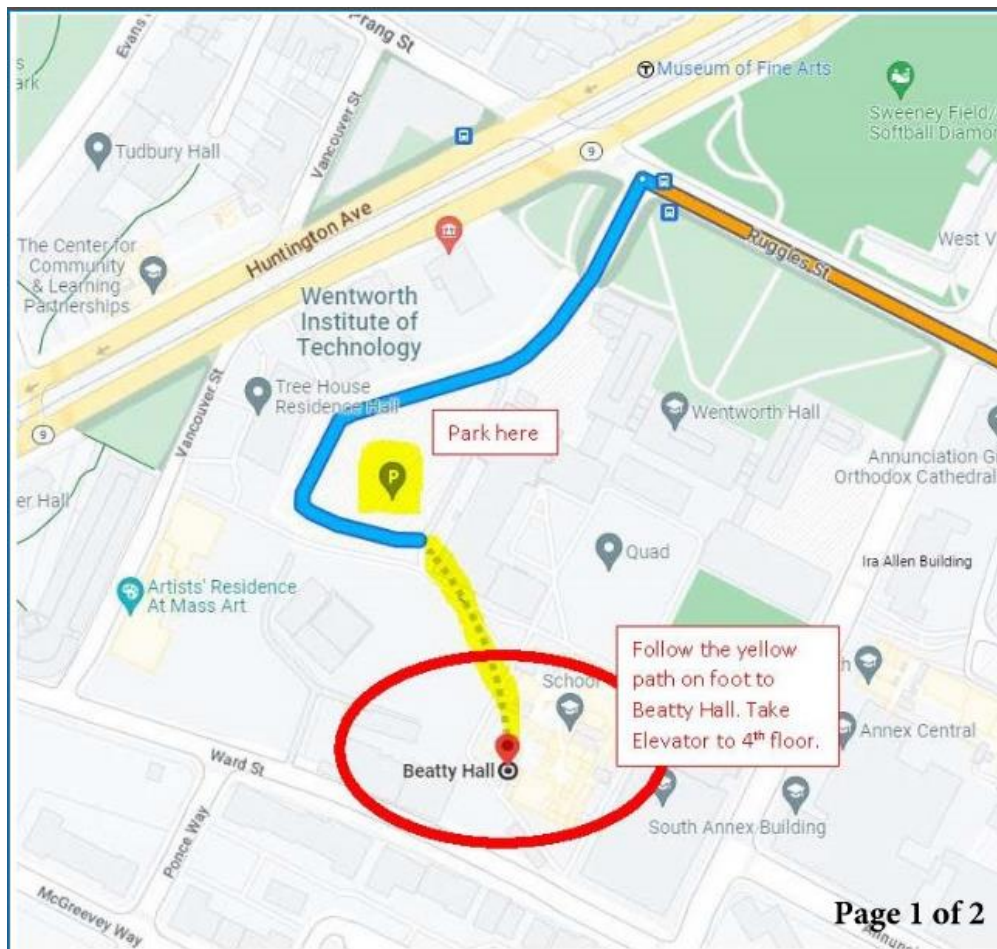 Prang St
Evans
Museum of Fine Arts
Sweeney Field/
Softball Diamo
9
Tudbury Hall
Vancouver St
Huntington Ave
The Center for
Community
& Learning
Partnerships
West V
Ruggles St
Wentworth
Institute of
Technology
Tree House
Residence Hall
Vancouver St
Wentworth Hall
Park here
9
P
Annunciation G
Orthodox Cathedral
er Hall
Quad
Ira Allen Building
Artists' Residence
At Mass Art
Follow the yellow
path on foot to
Beatty Hall. Take
Elevator to 4th floor.
School
Annex Central
Ward St
Beatty Hall
South Annex Building
Ponce Way
McGreevey Way
Page 1 of 2